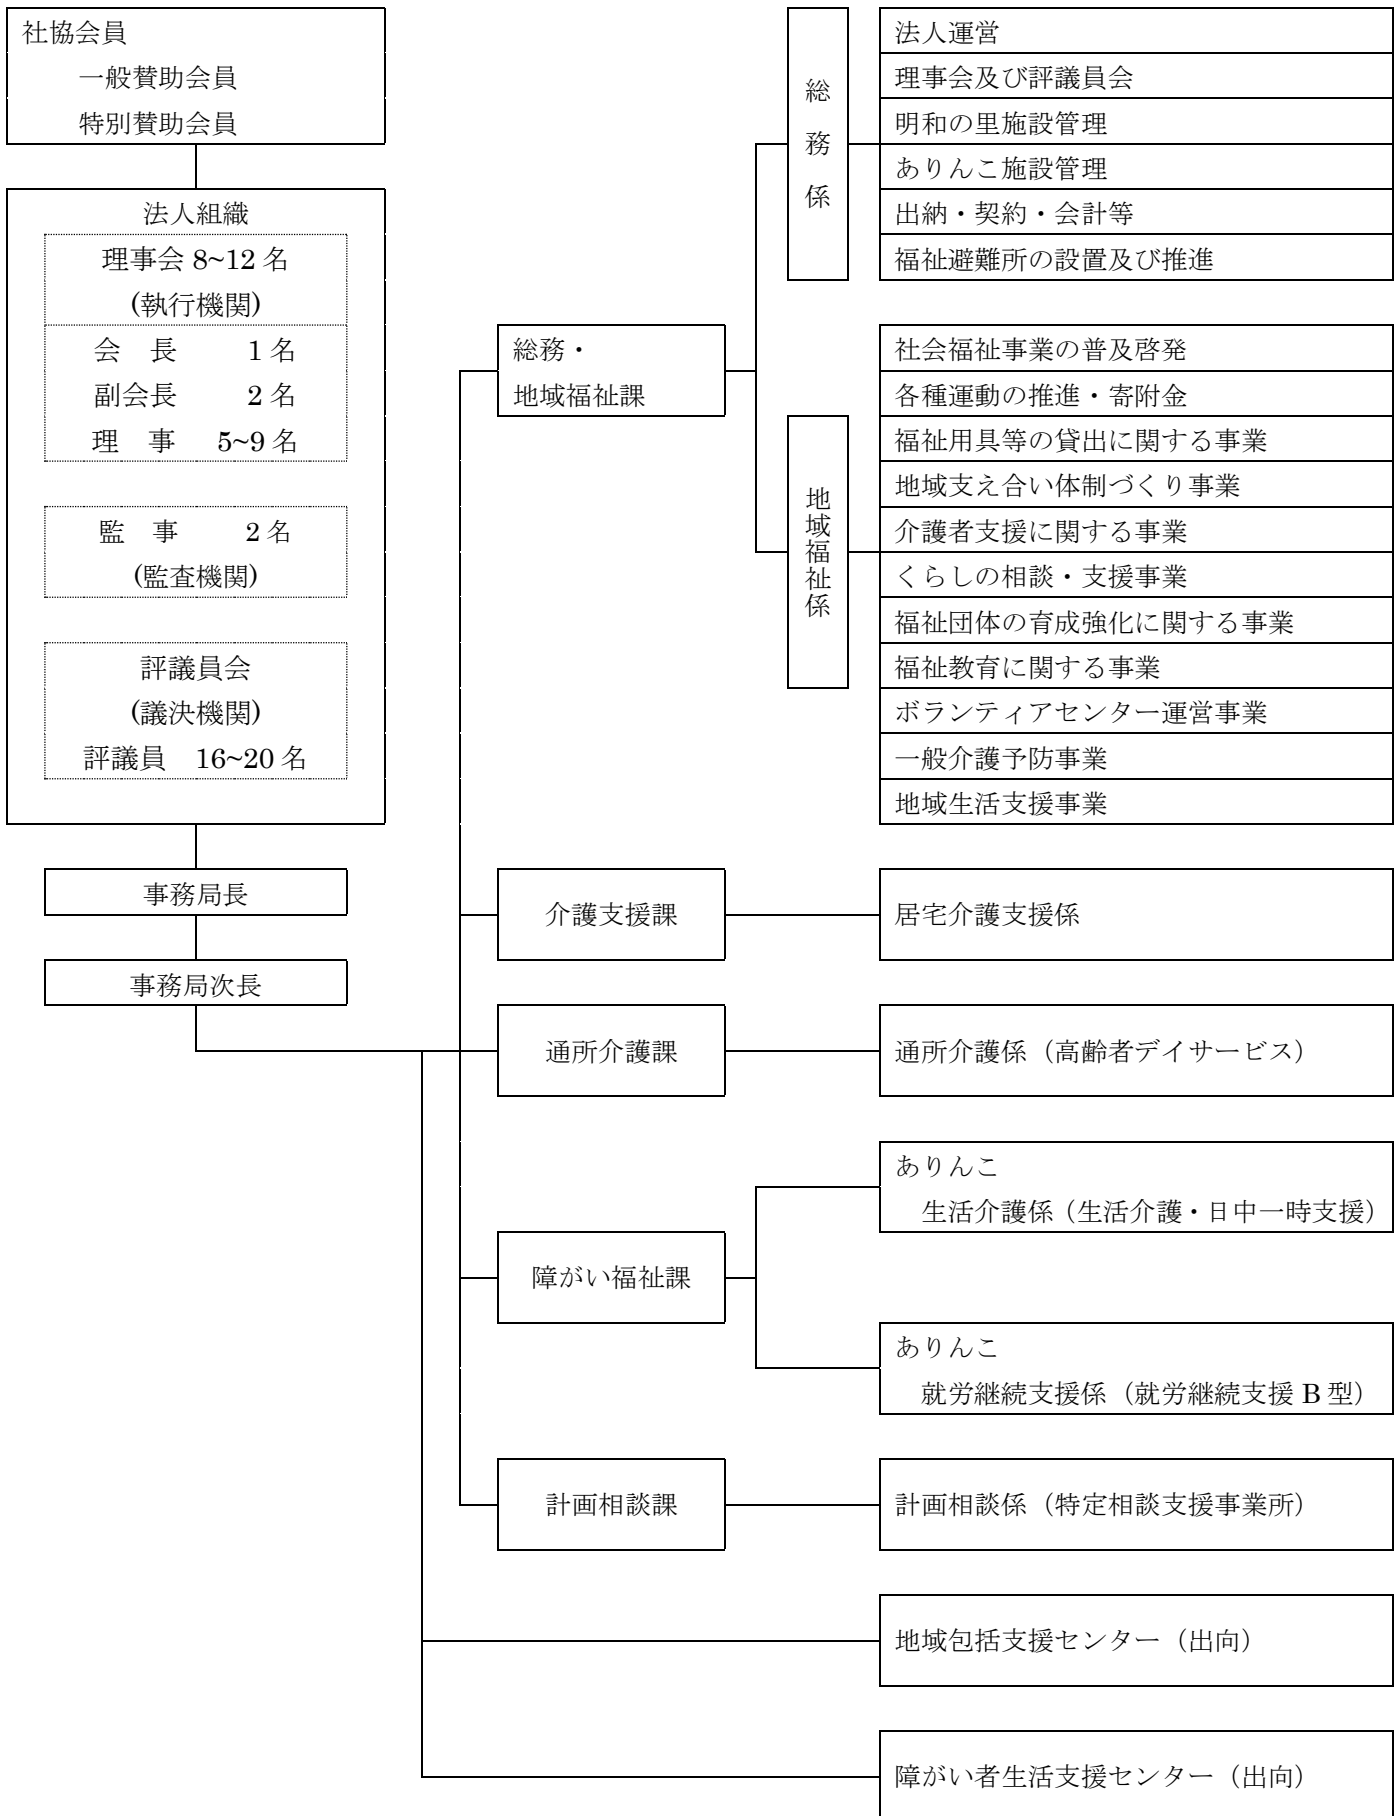 社協会員
一般賛助会員
特別賛助会員
法人組織
理事会 8~12 名
(執行機関)
会　長　　1 名
副会長　　2 名
理　事　5~9 名
監　事　　2 名
(監査機関)
評議員会
(議決機関)
評議員　16~20 名
事務局長
事務局次長
総務・
地域福祉課
総務係
法人運営
理事会及び評議員会
明和の里施設管理
ありんこ施設管理
出納・契約・会計等
福祉避難所の設置及び推進
地域福祉係
社会福祉事業の普及啓発
各種運動の推進・寄附金
福祉用具等の貸出に関する事業
地域支え合い体制づくり事業
介護者支援に関する事業
くらしの相談・支援事業
福祉団体の育成強化に関する事業
福祉教育に関する事業
ボランティアセンター運営事業
一般介護予防事業
地域生活支援事業
介護支援課
居宅介護支援係
通所介護課
通所介護係（高齢者デイサービス）
障がい福祉課
ありんこ
生活介護係（生活介護・日中一時支援）
ありんこ
就労継続支援係（就労継続支援 B 型）
計画相談課
計画相談係（特定相談支援事業所）
地域包括支援センター（出向）
障がい者生活支援センター（出向）